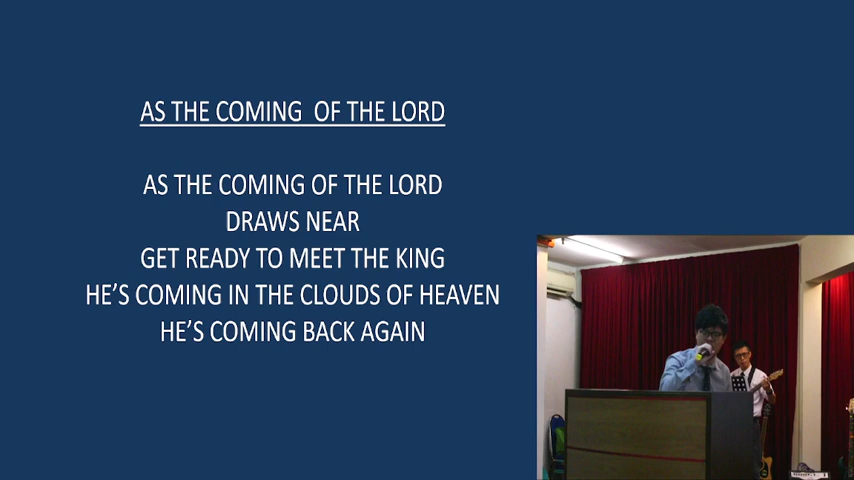 AS THE COMING  OF THE LORD
AS THE COMING OF THE LORD
DRAWS NEAR
GET READY TO MEET THE KING
HE'S COMING IN THE CLOUDS OF HEAVEN
HE'S COMING BACK AGAIN